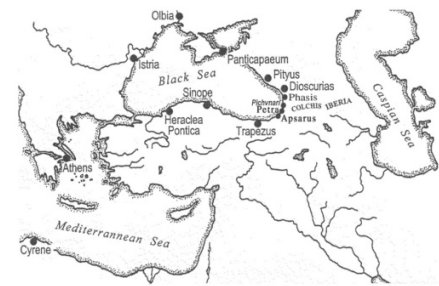 Olbia
Istria
Panticapaeum
Black Sea
Pityus
Dioscurias
Sinope
Phasis
Pichvnari
COLCHIS IBERIA
Petra
Apsarus
Heraclea
Pontica
Trapezus
Caspian Sea
Athens
Mediterranean Sea
Cyrene